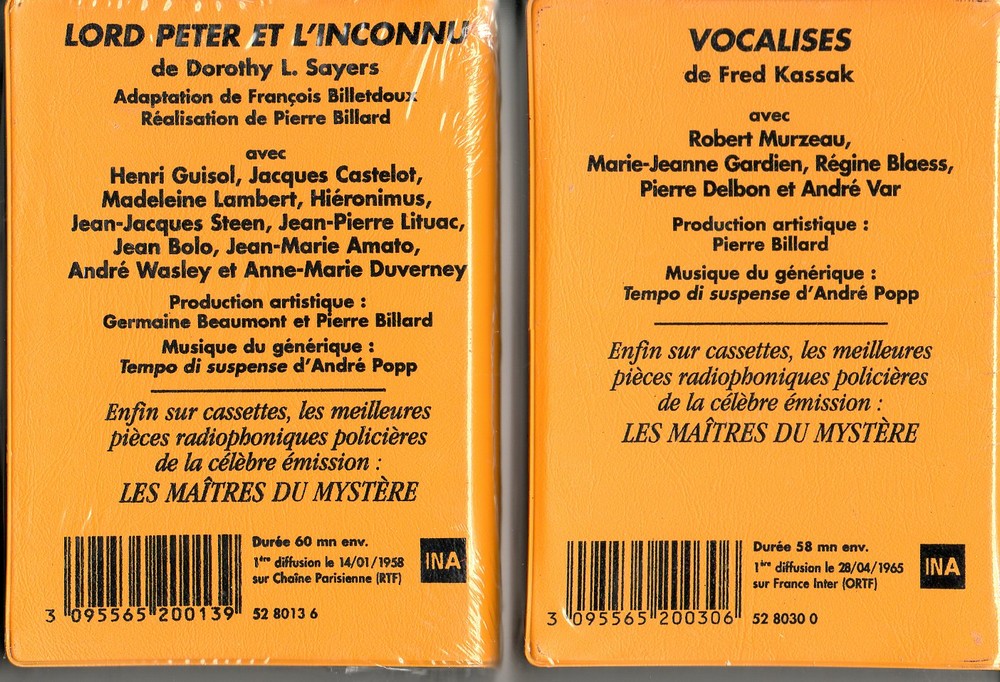 LORD PETER ET L'INCONNU
de Dorothy L. Sayers
Adaptation de François Billetdoux
Réalisation de Pierre Billard
avec
Henri Guisol, Jacques Castelot,
Madeleine Lambert, Hiéronimus,
Jean-Jacques Steen, Jean-Pierre Lituac,
Jean Bolo, Jean-Marie Amato,
André Wasley et Anne-Marie Duverney
Production artistique :
Germaine Beaumont et Pierre Billard
Musique du générique :
Tempo di suspense d'André Popp
Enfin sur cassettes, les meilleures
pièces radiophoniques policières
de la célèbre émission :
LES MAÎTRES DU MYSTÈRE
Durée 60 mn env.
1ère diffusion le 14/01/1958
sur Chaîne Parisienne (RTF)
INA
3 095565 200139
52 8013 6
VOCALISES
de Fred Kassak
avec
Robert Murzeau,
Marie-Jeanne Gardien, Régine Blaess,
Pierre Delbon et André Var
Production artistique :
Pierre Billard
Musique du générique :
Tempo di suspense d'André Popp
Enfin sur cassettes, les meilleures
pièces radiophoniques policières
de la célèbre émission :
LES MAÎTRES DU MYSTÈRE
Durée 58 mn env.
1ère diffusion le 28/04/1965
sur France Inter (ORTF)
INA
3 095565 200306
52 8030 0